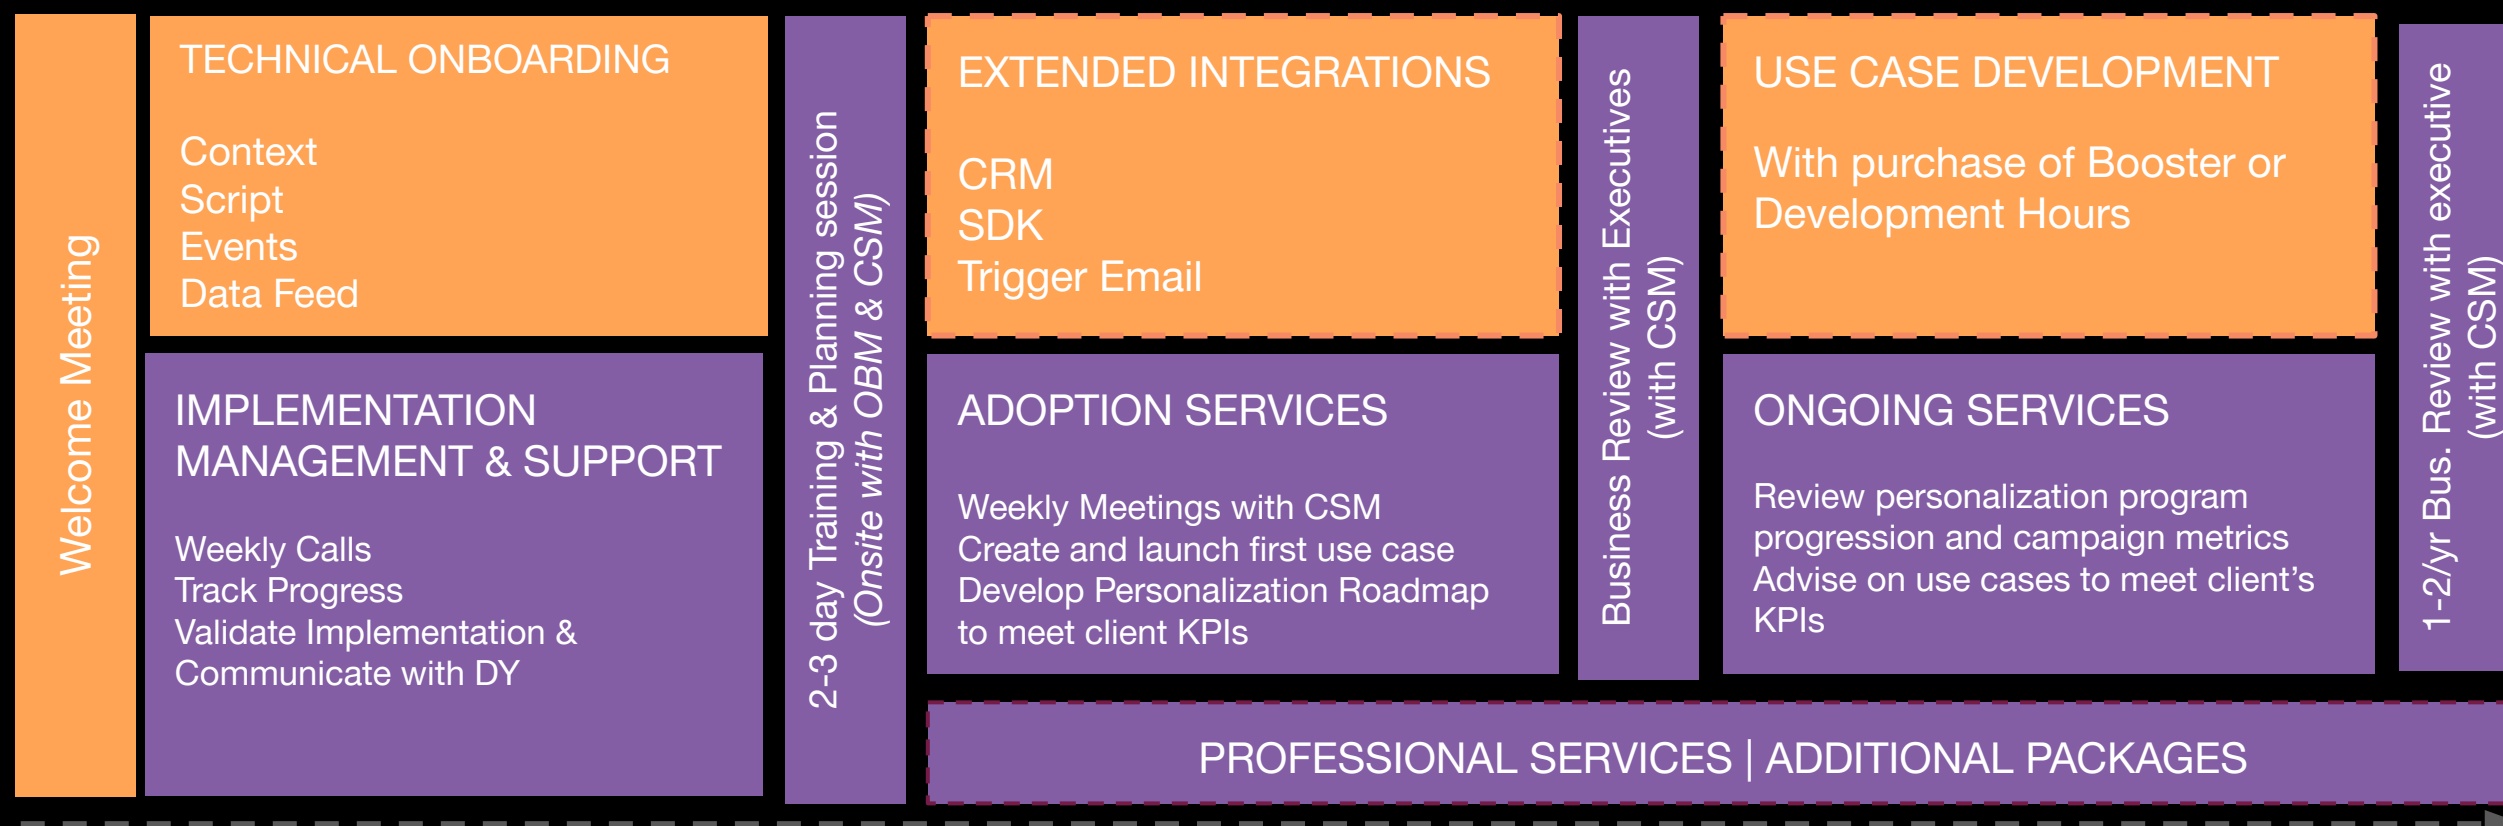 Welcome Meeting
TECHNICAL ONBOARDING
Context
Script
Events
Data Feed
IMPLEMENTATION
MANAGEMENT & SUPPORT
Weekly Calls
Track Progress
Validate Implementation &
Communicate with DY
2-3 day Training & Planning session
(Onsite with OBM & CSM)
EXTENDED INTEGRATIONS
CRM
SDK
Trigger Email
ADOPTION SERVICES
Weekly Meetings with CSM
Create and launch first use case
Develop Personalization Roadmap
to meet client KPIs
Business Review with Executives
(with CSM)
USE CASE DEVELOPMENT
With purchase of Booster or
Development Hours
ONGOING SERVICES
Review personalization program
progression and campaign metrics
Advise on use cases to meet client’s
KPIs
1-2/yr Bus. Review with executive
(with CSM)
PROFESSIONAL SERVICES | ADDITIONAL PACKAGES